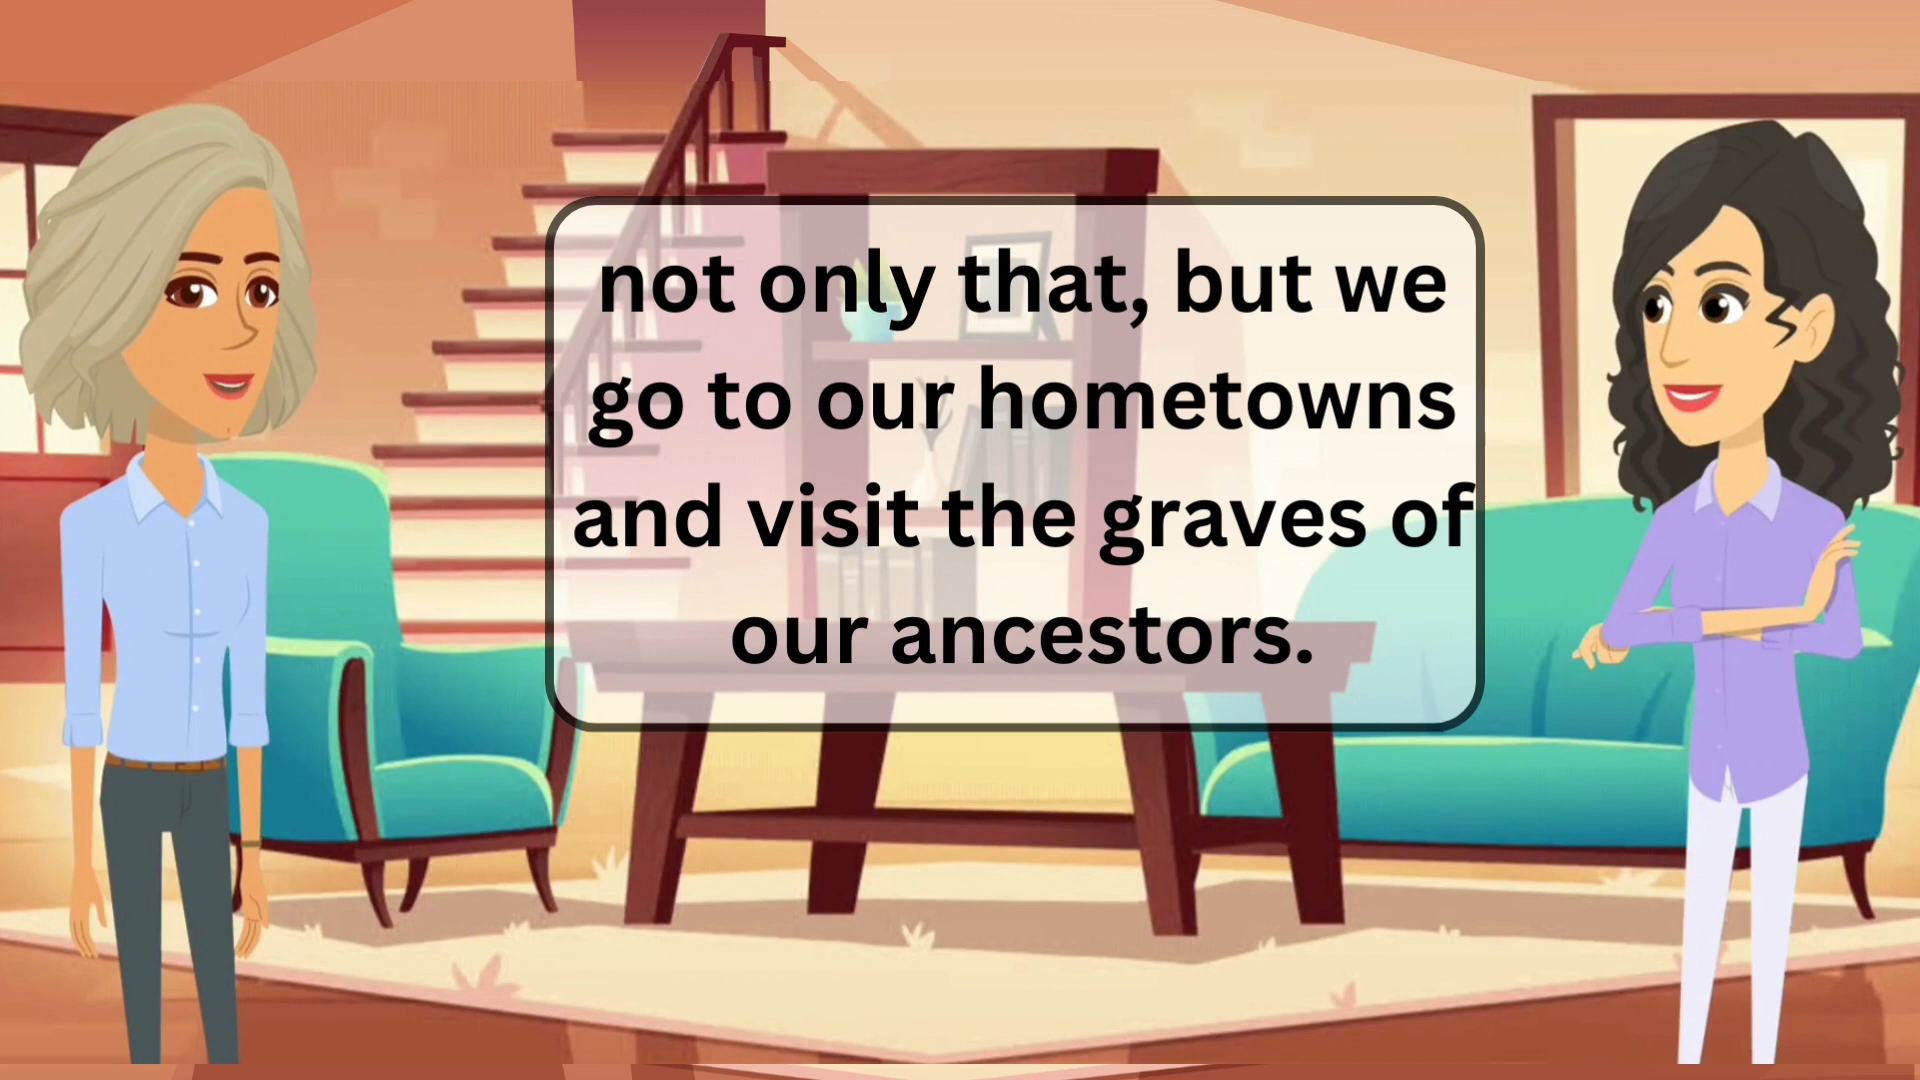 not only that, but we
go to our hometowns
and visit the graves of
our ancestors.